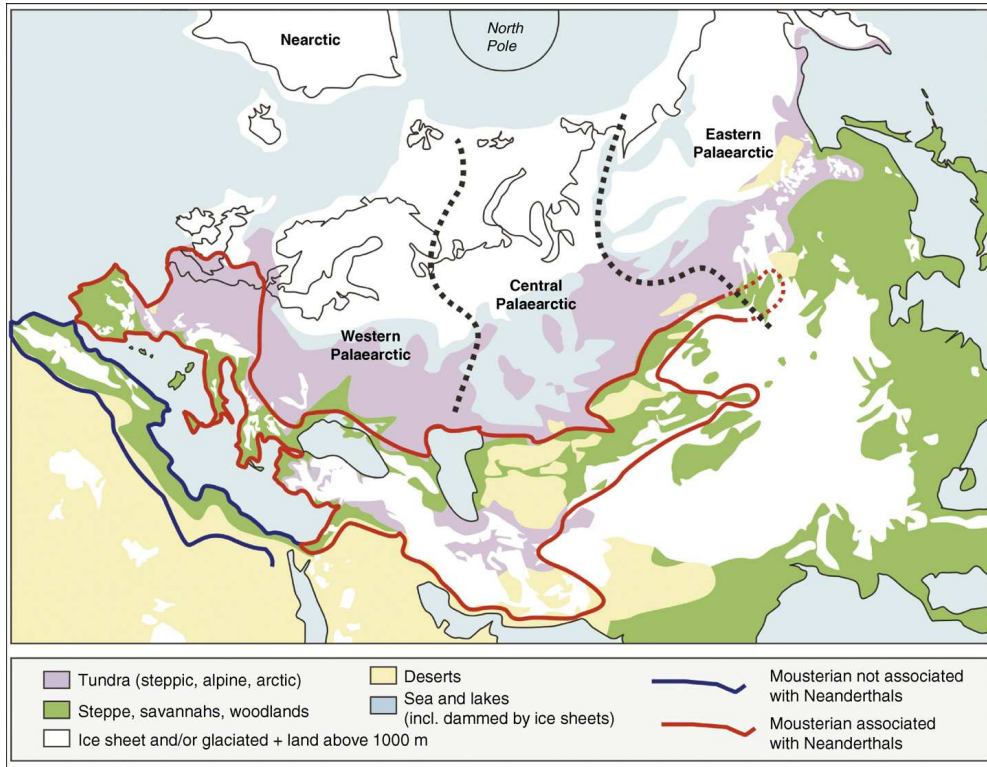 Nearctic
North
Pole
Eastern
Palaearctic
Central
Palaearctic
Western
Palaearctic
Tundra (steppic, alpine, arctic)
Steppe, savannahs, woodlands
Ice sheet and/or glaciated + land above 1000 m
Deserts
Sea and lakes
(incl. dammed by ice sheets)
Mousterian not associated
with Neanderthals
Mousterian associated
with Neanderthals